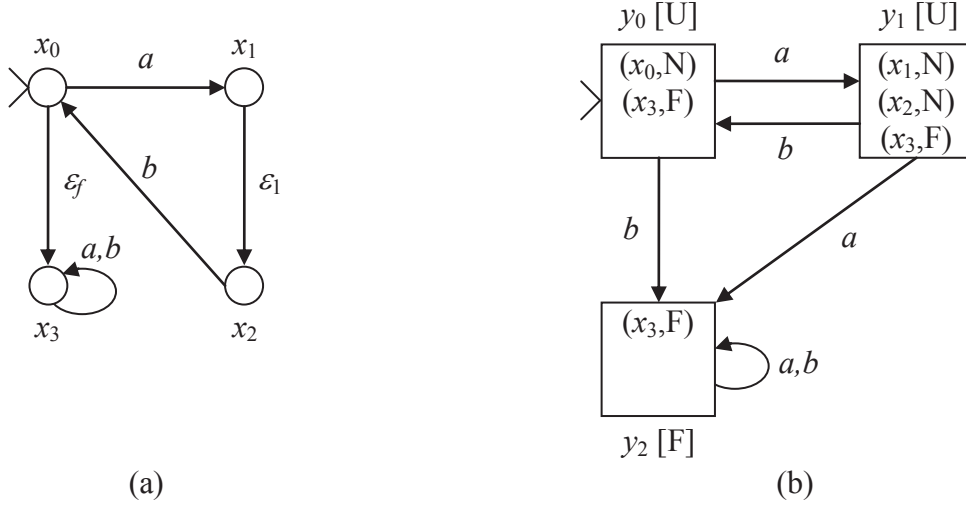 x₀
x₁
a
b
εf
ε₁
a,b
x₃
x₂
(a)
y₀ [U]
y₁ [U]
(x₀,N)
(x₃,F)
a
(x₁,N)
(x₂,N)
(x₃,F)
b
b
a
(x₃,F)
a,b
y₂ [F]
(b)